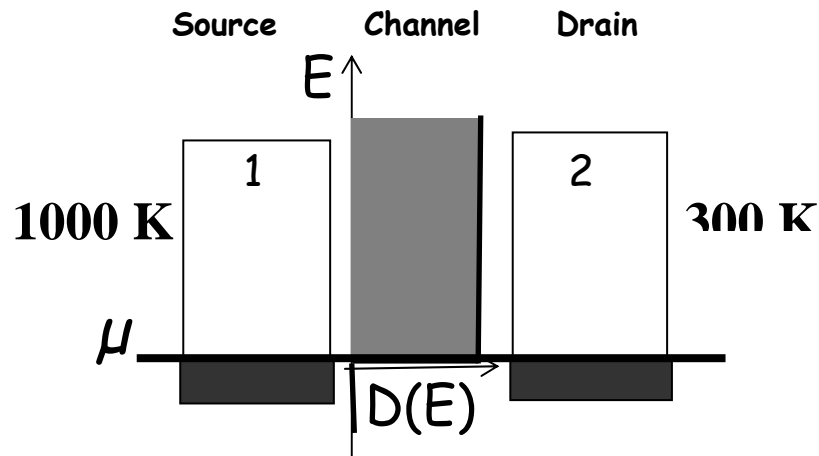 Source Channel Drain
E
1 2
1000 K 300 K
μ
D(E)